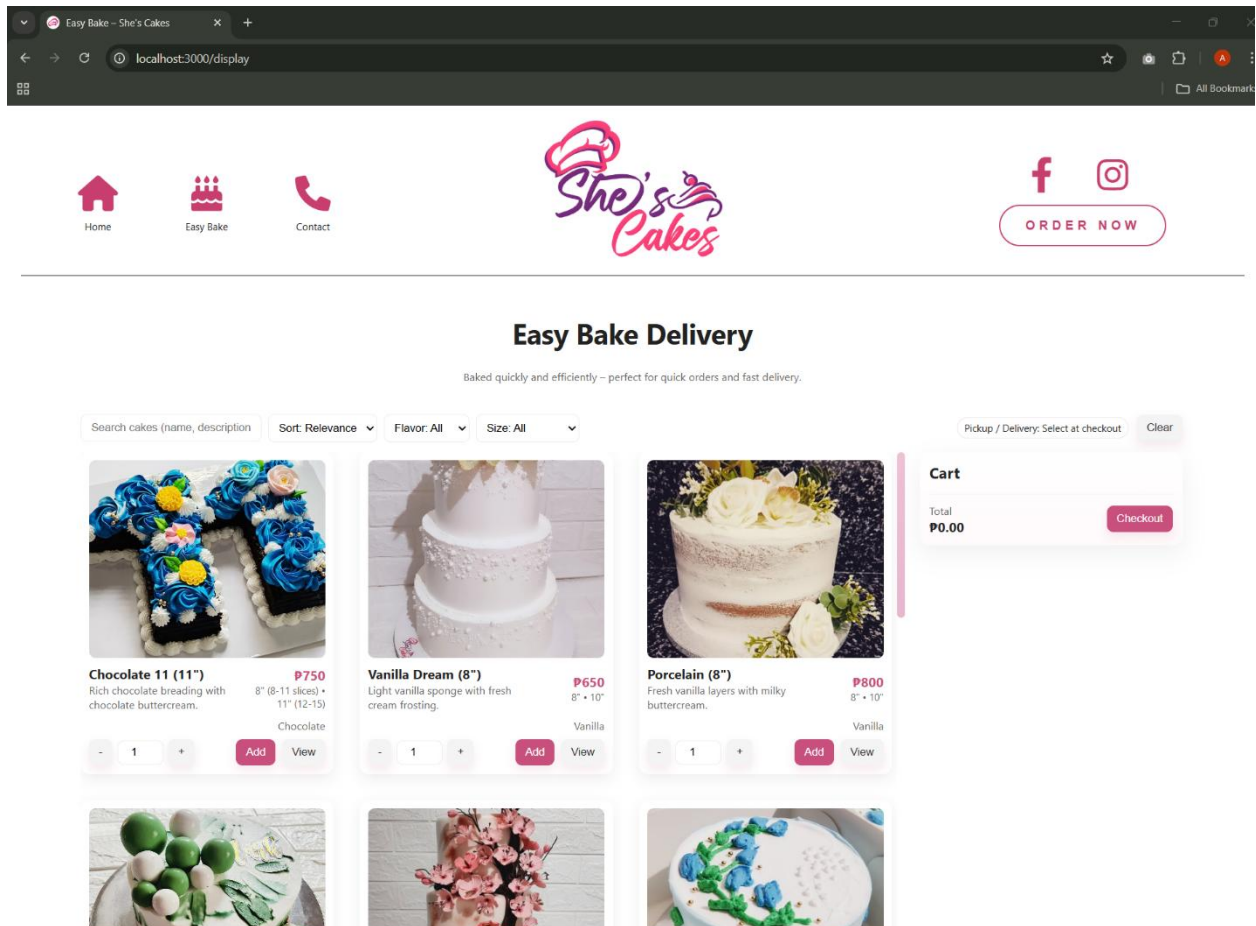 Easy Bake – She's Cakes
localhost:3000/display
A
All Bookmark
Home
Easy Bake
Contact
She's
Cakes
ORDER NOW
Easy Bake Delivery
Baked quickly and efficiently – perfect for quick orders and fast delivery.
Search cakes (name, description
Sort: Relevance
Flavor: All
Size: All
Pickup / Delivery: Select at checkout
Clear
Cart
Total
₱0.00
Checkout
Chocolate 11 (11")
₱750
Rich chocolate breading with
chocolate buttercream.
8" (8-11 slices) •
11" (12-15)
Chocolate
- 1 +
Add
View
Vanilla Dream (8")
₱650
Light vanilla sponge with fresh
cream frosting.
8" • 10"
Vanilla
- 1 +
Add
View
Porcelain (8")
₱800
Fresh vanilla layers with milky
buttercream.
8" • 10"
Vanilla
- 1 +
Add
View